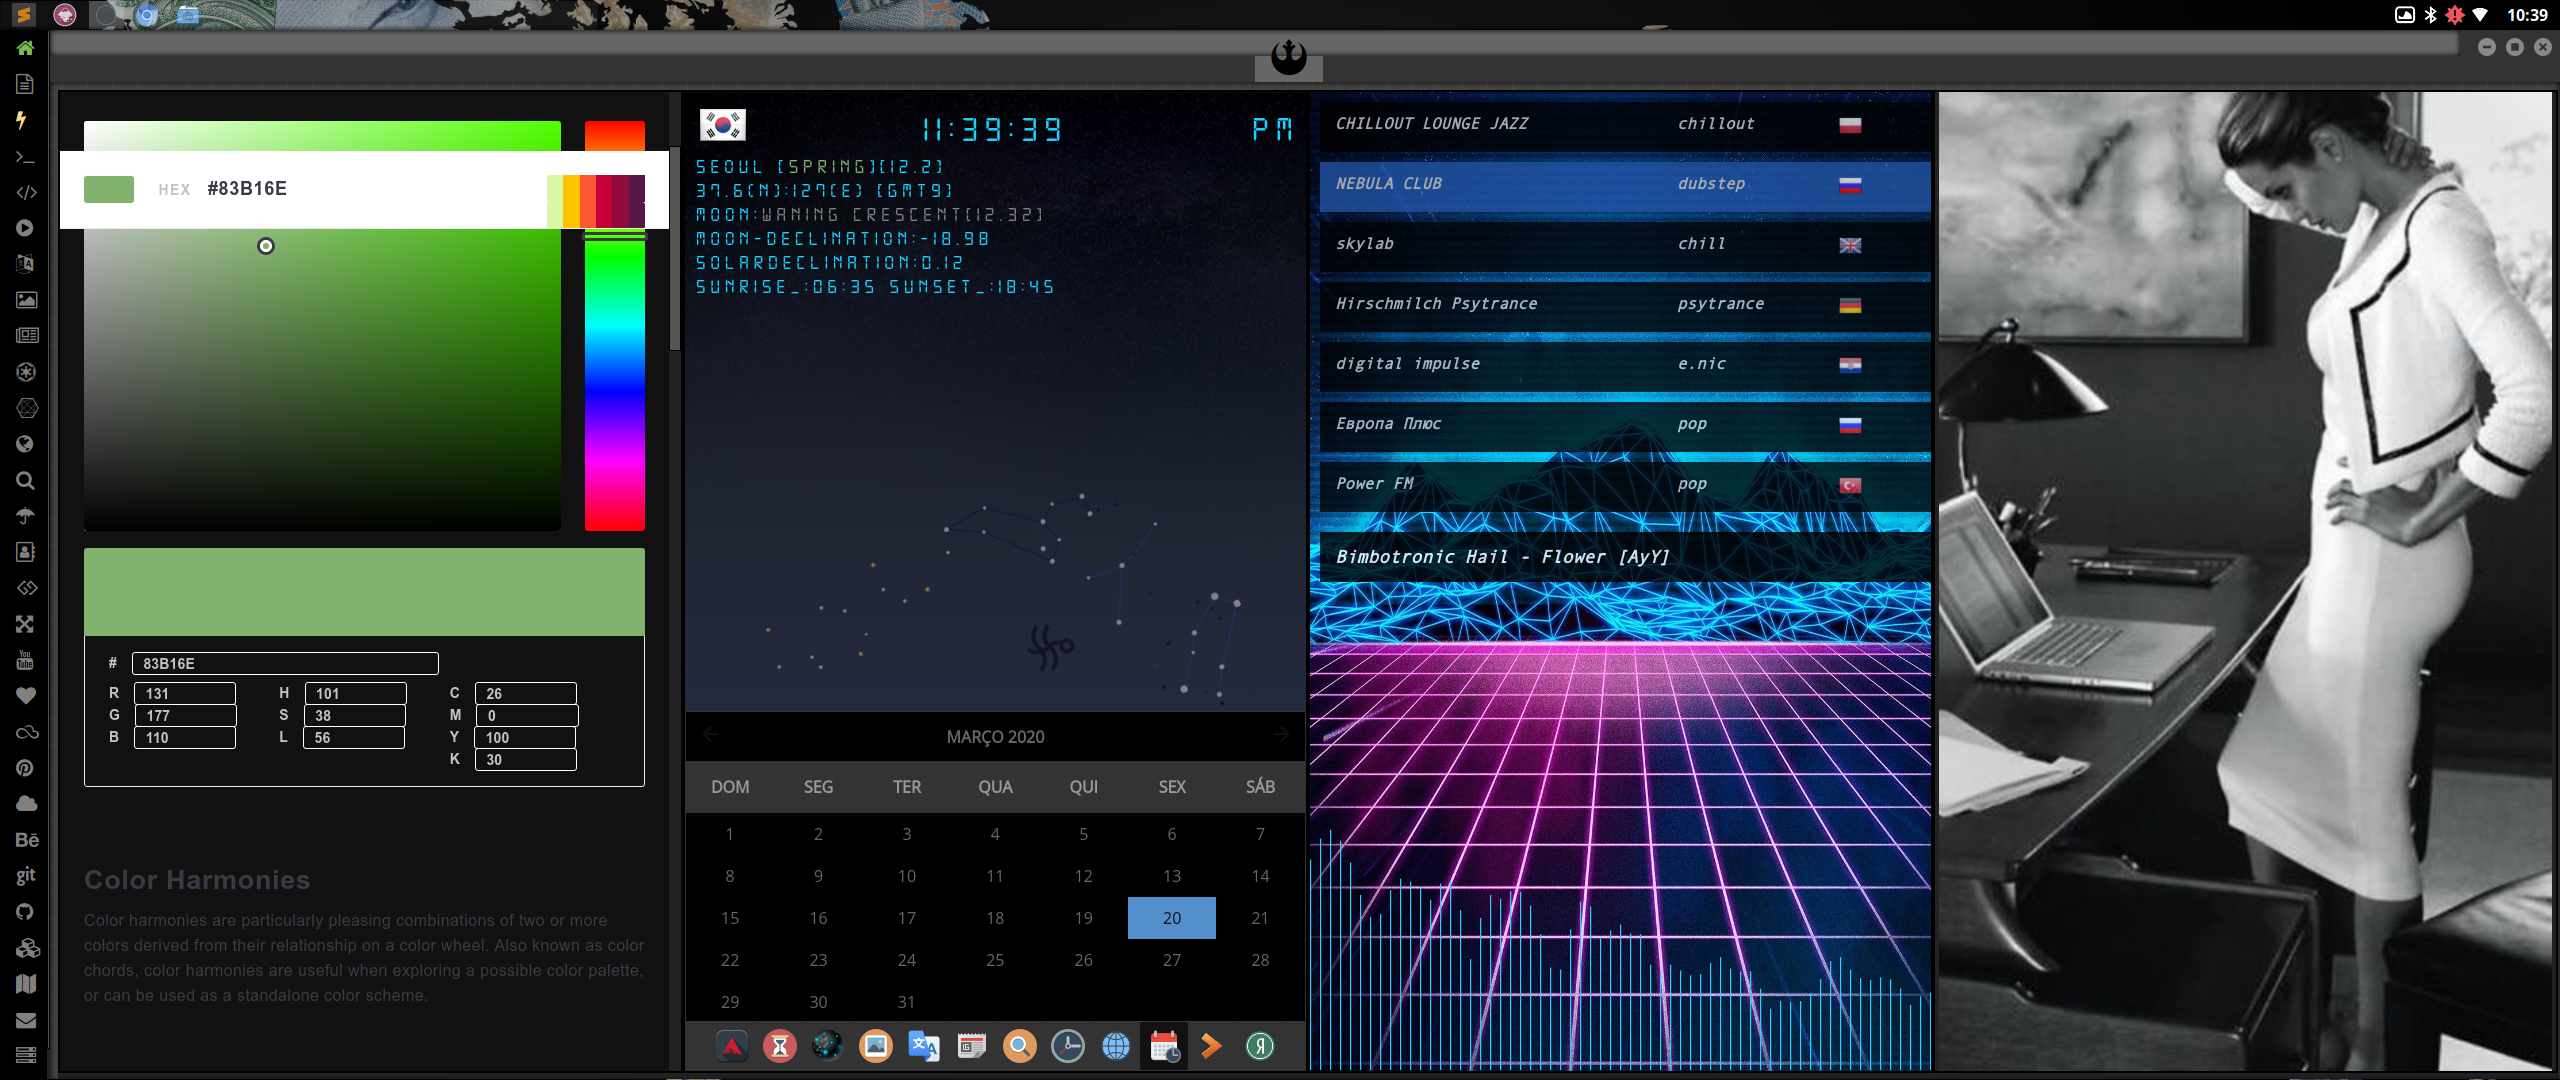 10:39
HEX #83B16E
# 83B16E
R 131 H 101 C 26
G 177 S 38 M 0
B 110 L 56 Y 100
K 30
Color Harmonies
Color harmonies are particularly pleasing combinations of two or more
colors derived from their relationship on a color wheel. Also known as color
chords, color harmonies are useful when exploring a possible color palette,
or can be used as a standalone color scheme.
You
Tube
Bē
git
11:39:39 PM
SEOUL [SPRING][12.2]
37.6(N):127(E) [GMT9]
MOON:WANING CRESCENT[12.32]
MOON-DECLINATION:-18.98
SOLARDECLINATION:0.12
SUNRISE_:06:35 SUNSET_:18:45
MARÇO 2020
DOM SEG TER QUA QUI SEX SÁB
1 2 3 4 5 6 7
8 9 10 11 12 13 14
15 16 17 18 19 20 21
22 23 24 25 26 27 28
29 30 31
CHILLOUT LOUNGE JAZZ chillout
NEBULA CLUB dubstep
skylab chill
Hirschmilch Psytrance psytrance
digital impulse e.nic
Европа Плюс pop
Power FM pop
Bimbotronic Hail - Flower [AyY]